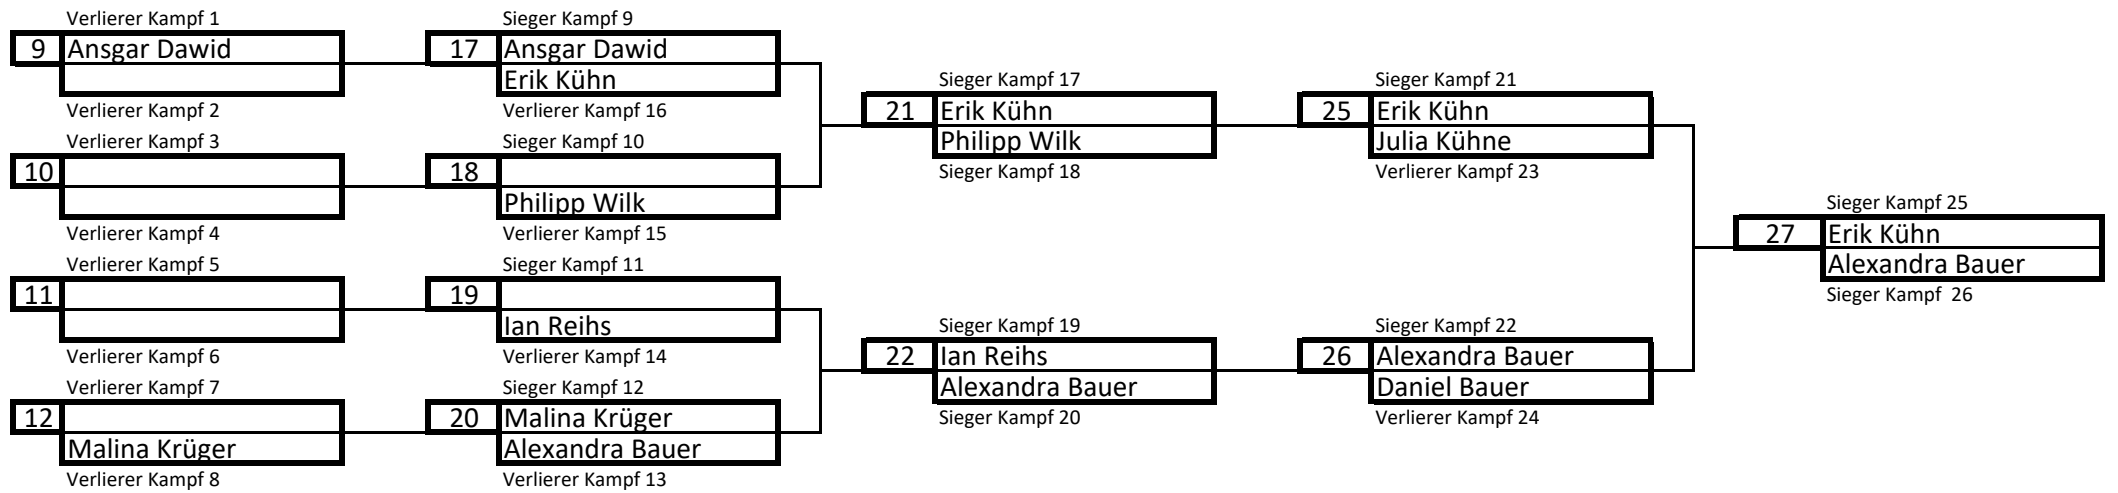 Verlierer Kampf 1
9 Ansgar Dawid
Verlierer Kampf 2
Verlierer Kampf 3
10
Verlierer Kampf 4
Verlierer Kampf 5
11
Verlierer Kampf 6
Verlierer Kampf 7
12
Malina Krüger
Verlierer Kampf 8
Sieger Kampf 9
17 Ansgar Dawid
Erik Kühn
Verlierer Kampf 16
Sieger Kampf 10
18
Philipp Wilk
Verlierer Kampf 15
Sieger Kampf 11
19
Ian Reihs
Verlierer Kampf 14
Sieger Kampf 12
20 Malina Krüger
Alexandra Bauer
Verlierer Kampf 13
Sieger Kampf 17
21 Erik Kühn
Philipp Wilk
Sieger Kampf 18
Sieger Kampf 19
22 Ian Reihs
Alexandra Bauer
Sieger Kampf 20
Sieger Kampf 21
25 Erik Kühn
Julia Kühne
Verlierer Kampf 23
Sieger Kampf 22
26 Alexandra Bauer
Daniel Bauer
Verlierer Kampf 24
Sieger Kampf 25
27 Erik Kühn
Alexandra Bauer
Sieger Kampf 26